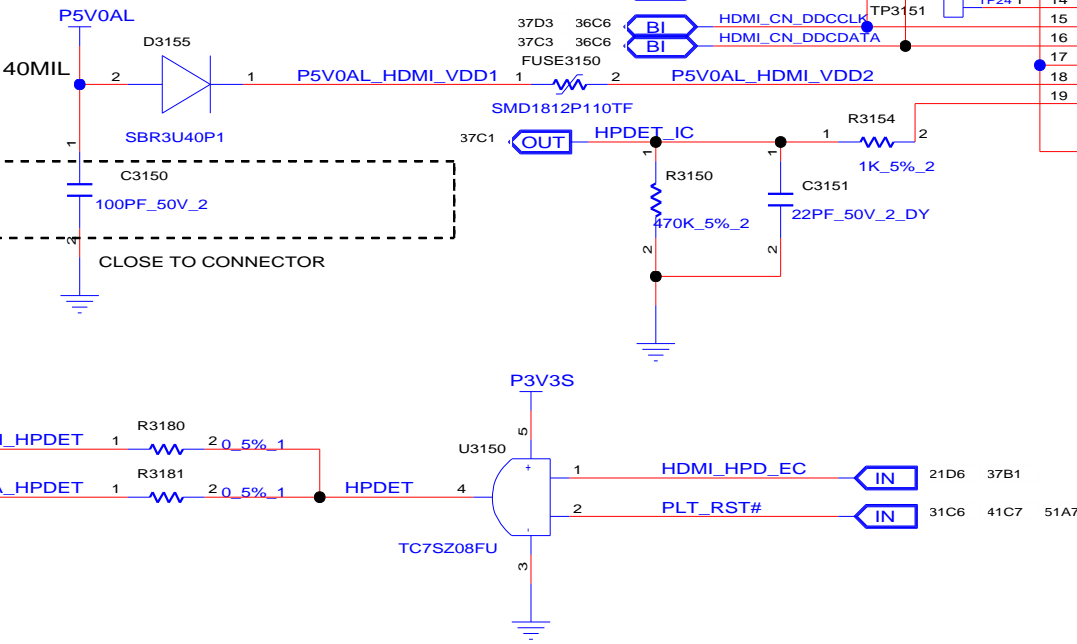 P5V0AL
TP3151
TP24 1
14
37D3 36C6 BI HDMI_CN_DDCCLK 15
37C3 36C6 BI HDMI_CN_DDCDATA 16
D3155
FUSE3150
17
40MIL 2 1 P5V0AL_HDMI_VDD1 1 2 P5V0AL_HDMI_VDD2 18
SBR3U40P1
SMD1812P110TF
19
37C1 OUT HPDET_IC 1 R3154 2
1K_5%_2
1
C3150
100PF_50V_2
2
1 R3150
470K_5%_2
2
1 C3151
22PF_50V_2_DY
2
CLOSE TO CONNECTOR
P3V3S
5
R3180
_HPDET 1 2 0_5%_1
U3150
+
1 HDMI_HPD_EC IN 21D6 37B1
R3181
A_HPDET 1 2 0_5%_1 HPDET 4
2 PLT_RST# IN 31C6 41C7 51A7
-
TC7SZ08FU
3